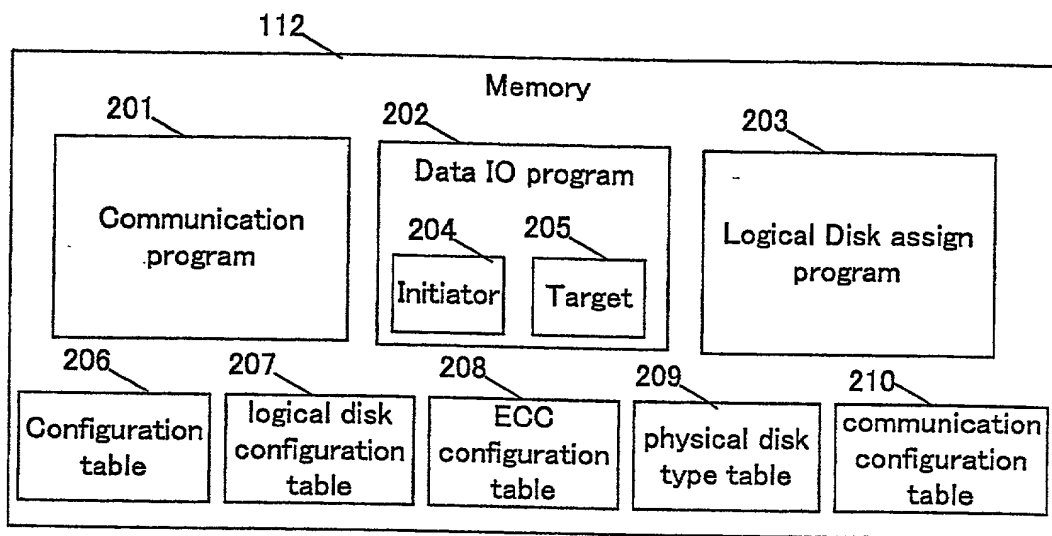 112
Memory
201
202
203
Communication
program
Data IO program
204
205
Initiator
Target
Logical Disk assign
program
206
207
208
209
210
Configuration
table
logical disk
configuration
table
ECC
configuration
table
physical disk
type table
communication
configuration
table